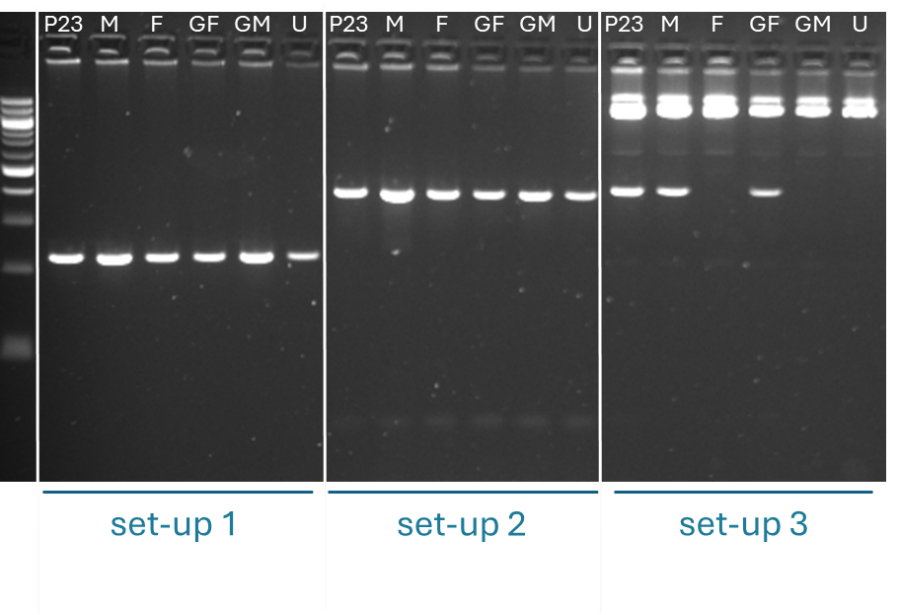 P23 M F GF GM U P23 M F GF GM U P23 M F GF GM U
set-up 1 set-up 2 set-up 3